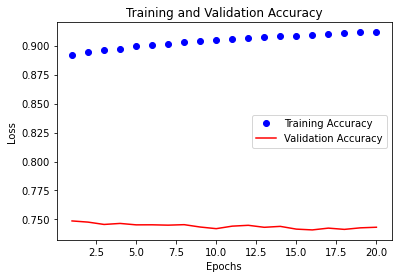 Training and Validation Accuracy
0.900
0.875
0.850
0.825
0.800
0.775
0.750
Loss
Training Accuracy
Validation Accuracy
2.5 5.0 7.5 10.0 12.5 15.0 17.5 20.0
Epochs